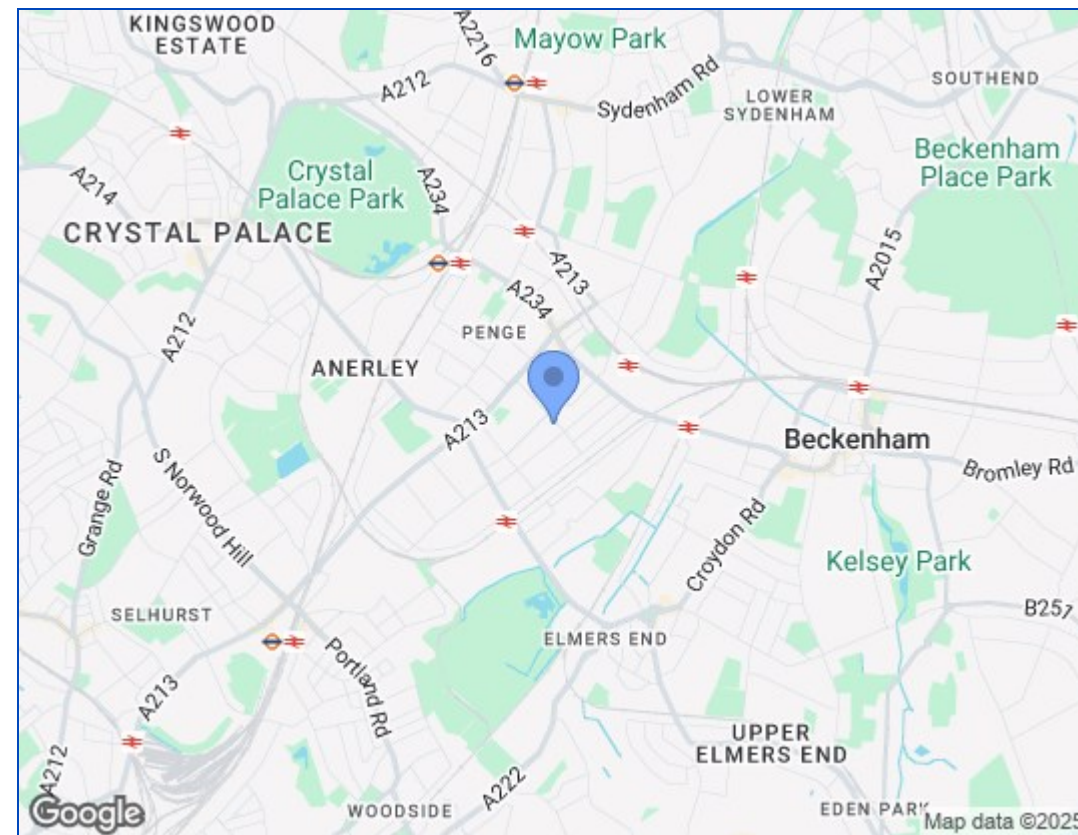 KINGSWOOD
ESTATE
A2216
Mayow Park
A212
Sydenham Rd
SOUTHEND
LOWER
SYDENHAM
Beckenham
Place Park
Crystal
Palace Park
A214
A234
CRYSTAL PALACE
A2015
A213
A234
A212
PENGE
ANERLEY
A213
Beckenham
Bromley Rd
Grange Rd
S Norwood Hill
Croydon Rd
Kelsey Park
SELHURST
B251
ELMERS END
Portland Rd
A213
UPPER
ELMERS END
A212
A222
WOODSIDE
EDEN PARK
Google
Map data ©2025